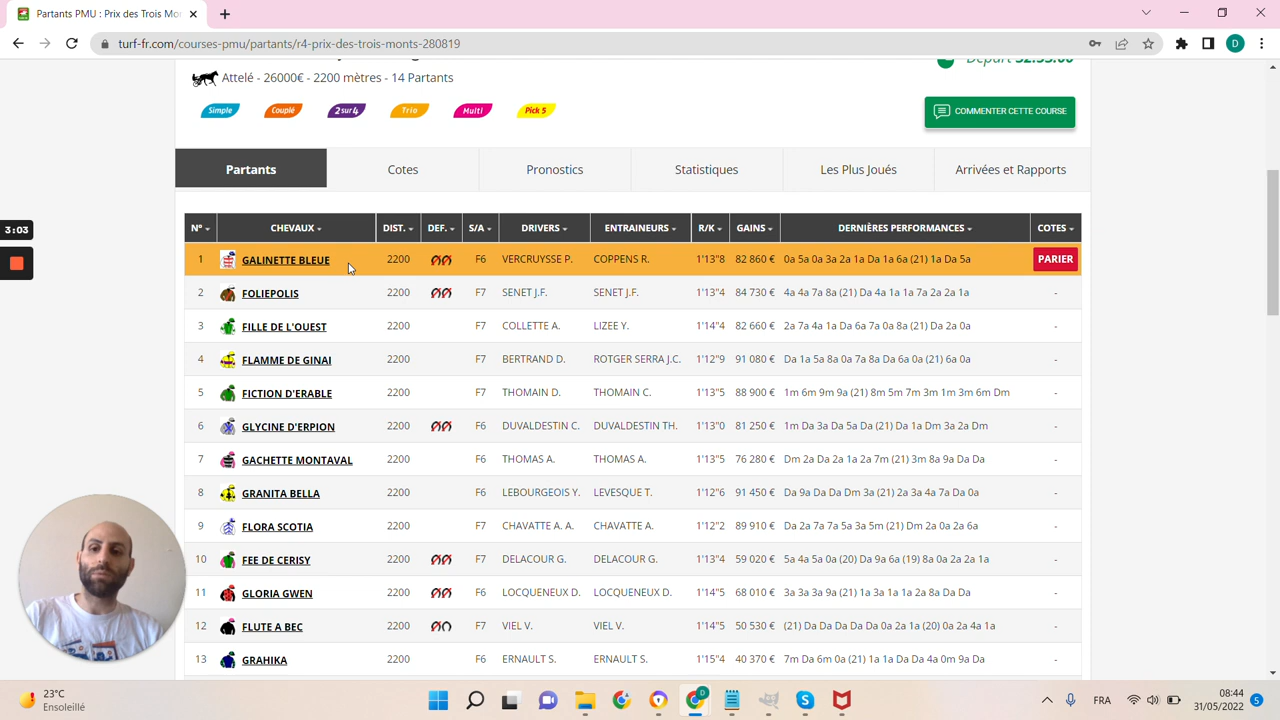 Partants PMU : Prix des Trois Mon
turf-fr.com/courses-pmu/partants/r4-prix-des-trois-monts-280819
D
Attelé - 26000€ - 2200 mètres - 14 Partants
Simple Couplé 2sur4 Trio Multi Pick 5
COMMENTER CETTE COURSE
Partants Cotes Pronostics Statistiques Les Plus Joués Arrivées et Rapports
3:03
N° CHEVAUX DIST. DEF. S/A DRIVERS ENTRAINEURS R/K GAINS DERNIÈRES PERFORMANCES COTES
1 GALINETTE BLEUE 2200 F6 VERCRUYSSE P. COPPENS R. 1'13"8 82 860 € 0a 5a 0a 3a 2a 1a Da 1a 6a (21) 1a Da 5a PARIER
2 FOLIEPOLIS 2200 F7 SENET J.F. SENET J.F. 1'13"4 84 730 € 4a 4a 7a 8a (21) Da 4a 1a 1a 7a 2a 2a 1a -
3 FILLE DE L'OUEST 2200 F7 COLLETTE A. LIZEE Y. 1'14"4 82 660 € 2a 7a 4a 1a Da 6a 7a 0a 8a (21) Da 2a 0a -
4 FLAMME DE GINAI 2200 F7 BERTRAND D. ROTGER SERRA J.C. 1'12"9 91 080 € Da 1a 5a 8a 0a 7a 8a Da 6a 0a (21) 6a 0a -
5 FICTION D'ERABLE 2200 F7 THOMAIN D. THOMAIN C. 1'13"5 88 900 € 1m 6m 9m 9a (21) 8m 5m 7m 3m 1m 3m 6m Dm -
6 GLYCINE D'ERPION 2200 F6 DUVALDESTIN C. DUVALDESTIN TH. 1'13"0 81 250 € 1m Da 3a Da 5a Da (21) Da 1a Dm 3a 2a Dm -
7 GACHETTE MONTAVAL 2200 F6 THOMAS A. THOMAS A. 1'13"5 76 280 € Dm 2a Da 2a 1a 2a 7m (21) 3m 8a 9a Da Da -
8 GRANITA BELLA 2200 F6 LEBOURGEOIS Y. LEVESQUE T. 1'12"6 91 450 € Da 9a Da Da Dm 3a (21) 2a 3a 4a 7a Da 0a -
9 FLORA SCOTIA 2200 F7 CHAVATTE A. A. CHAVATTE A. 1'12"2 89 910 € Da 2a 7a 7a 5a 3a 5m (21) Dm 2a 0a 2a 6a -
10 FEE DE CERISY 2200 F7 DELACOUR G. DELACOUR G. 1'13"4 59 020 € 5a 4a 5a 0a (20) Da 9a 6a (19) 8a 0a 2a 2a 1a -
11 GLORIA GWEN 2200 F6 LOCQUENEUX D. LOCQUENEUX D. 1'14"5 68 010 € 3a 3a 3a 9a (21) 1a 3a 1a 1a 2a 8a Da Da -
12 FLUTE A BEC 2200 F7 VIEL V. VIEL V. 1'14"5 50 530 € (21) Da Da Da Da Da 0a 2a 1a (20) 0a 2a 4a 1a -
13 GRAHIKA 2200 F6 ERNAULT S. ERNAULT S. 1'15"4 40 370 € 7m Da 6m 0a (21) 1a 1a Da Da 4a 0m 9a Da -
23°C
Ensoleillé
D
FRA
08:44
31/05/2022
5